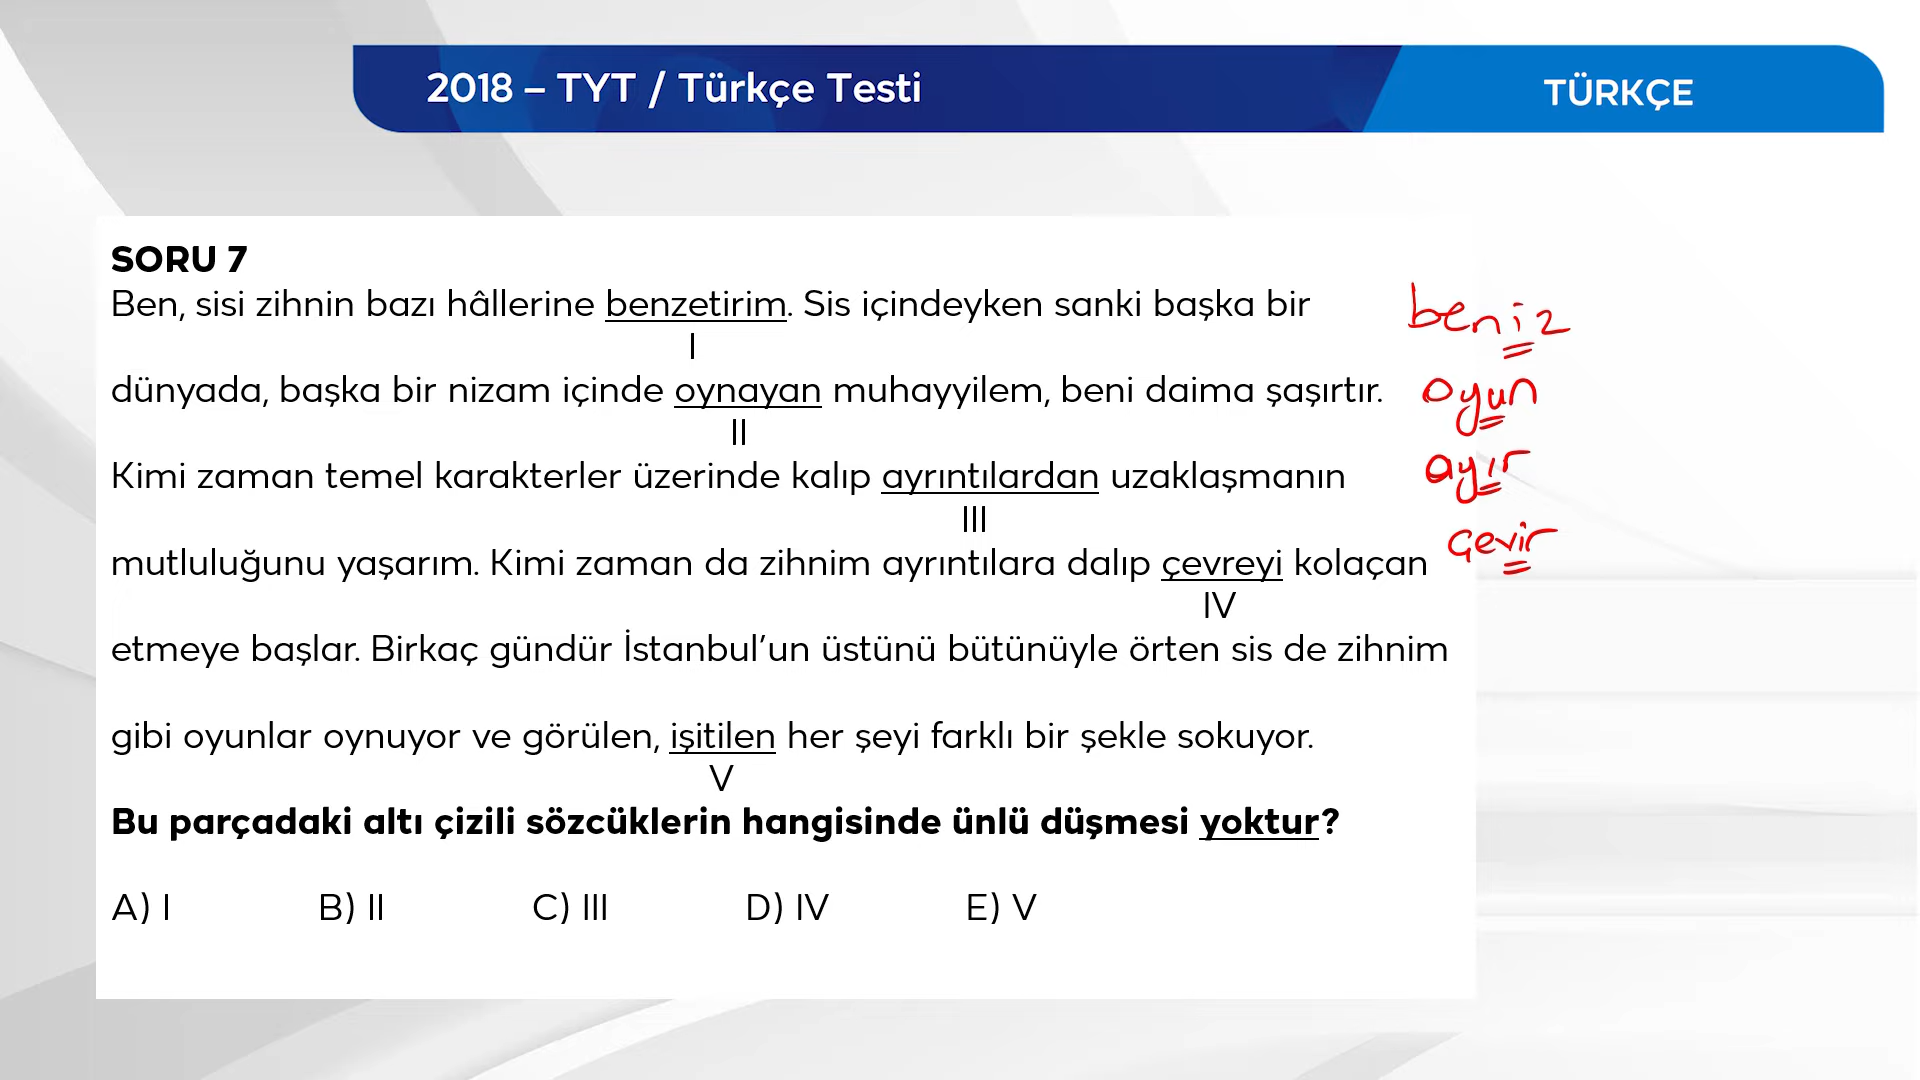 2018 – TYT / Türkçe Testi
TÜRKÇE
SORU 7
Ben, sisi zihnin bazı hâllerine benzetirim. Sis içindeyken sanki başka bir
I
dünyada, başka bir nizam içinde oynayan muhayyilem, beni daima şaşırtır.
II
Kimi zaman temel karakterler üzerinde kalıp ayrıntılardan uzaklaşmanın
III
mutluluğunu yaşarım. Kimi zaman da zihnim ayrıntılara dalıp çevreyi kolaçan
IV
etmeye başlar. Birkaç gündür İstanbul’un üstünü bütünüyle örten sis de zihnim
gibi oyunlar oynuyor ve görülen, işitilen her şeyi farklı bir şekle sokuyor.
V
Bu parçadaki altı çizili sözcüklerin hangisinde ünlü düşmesi yoktur?
A) I B) II C) III D) IV E) V
beniz
oyun
ayır
çevir